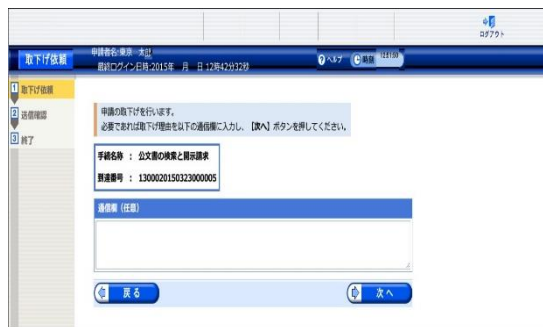 ログアウト
取下げ依頼
申請者名:東京 太郎
最終ログイン日時:2015年 月 日 12時42分32秒
ヘルプ
時刻
1 取下げ依頼
2 送信確認
3 終了
申請の取下げを行います。
必要であれば取下げ理由を以下の通信欄に入力し、【次へ】ボタンを押してください。
手続名称 : 公文書の検索と開示請求
到達番号 : 1300020150323000005
通信欄(任意)
戻る
次へ